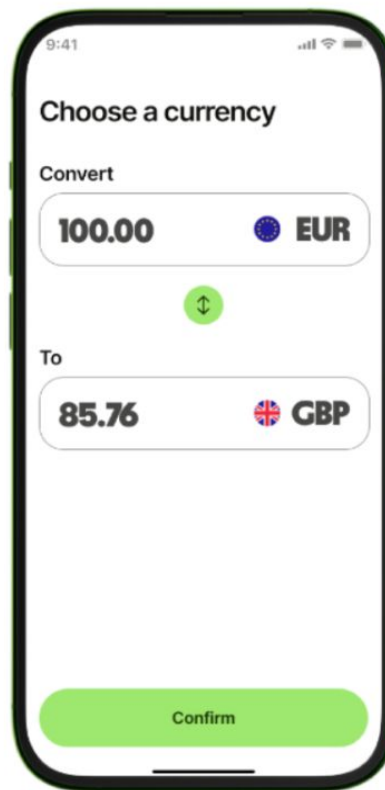 9:41
Choose a currency
Convert
100.00 EUR
To
85.76 GBP
Confirm